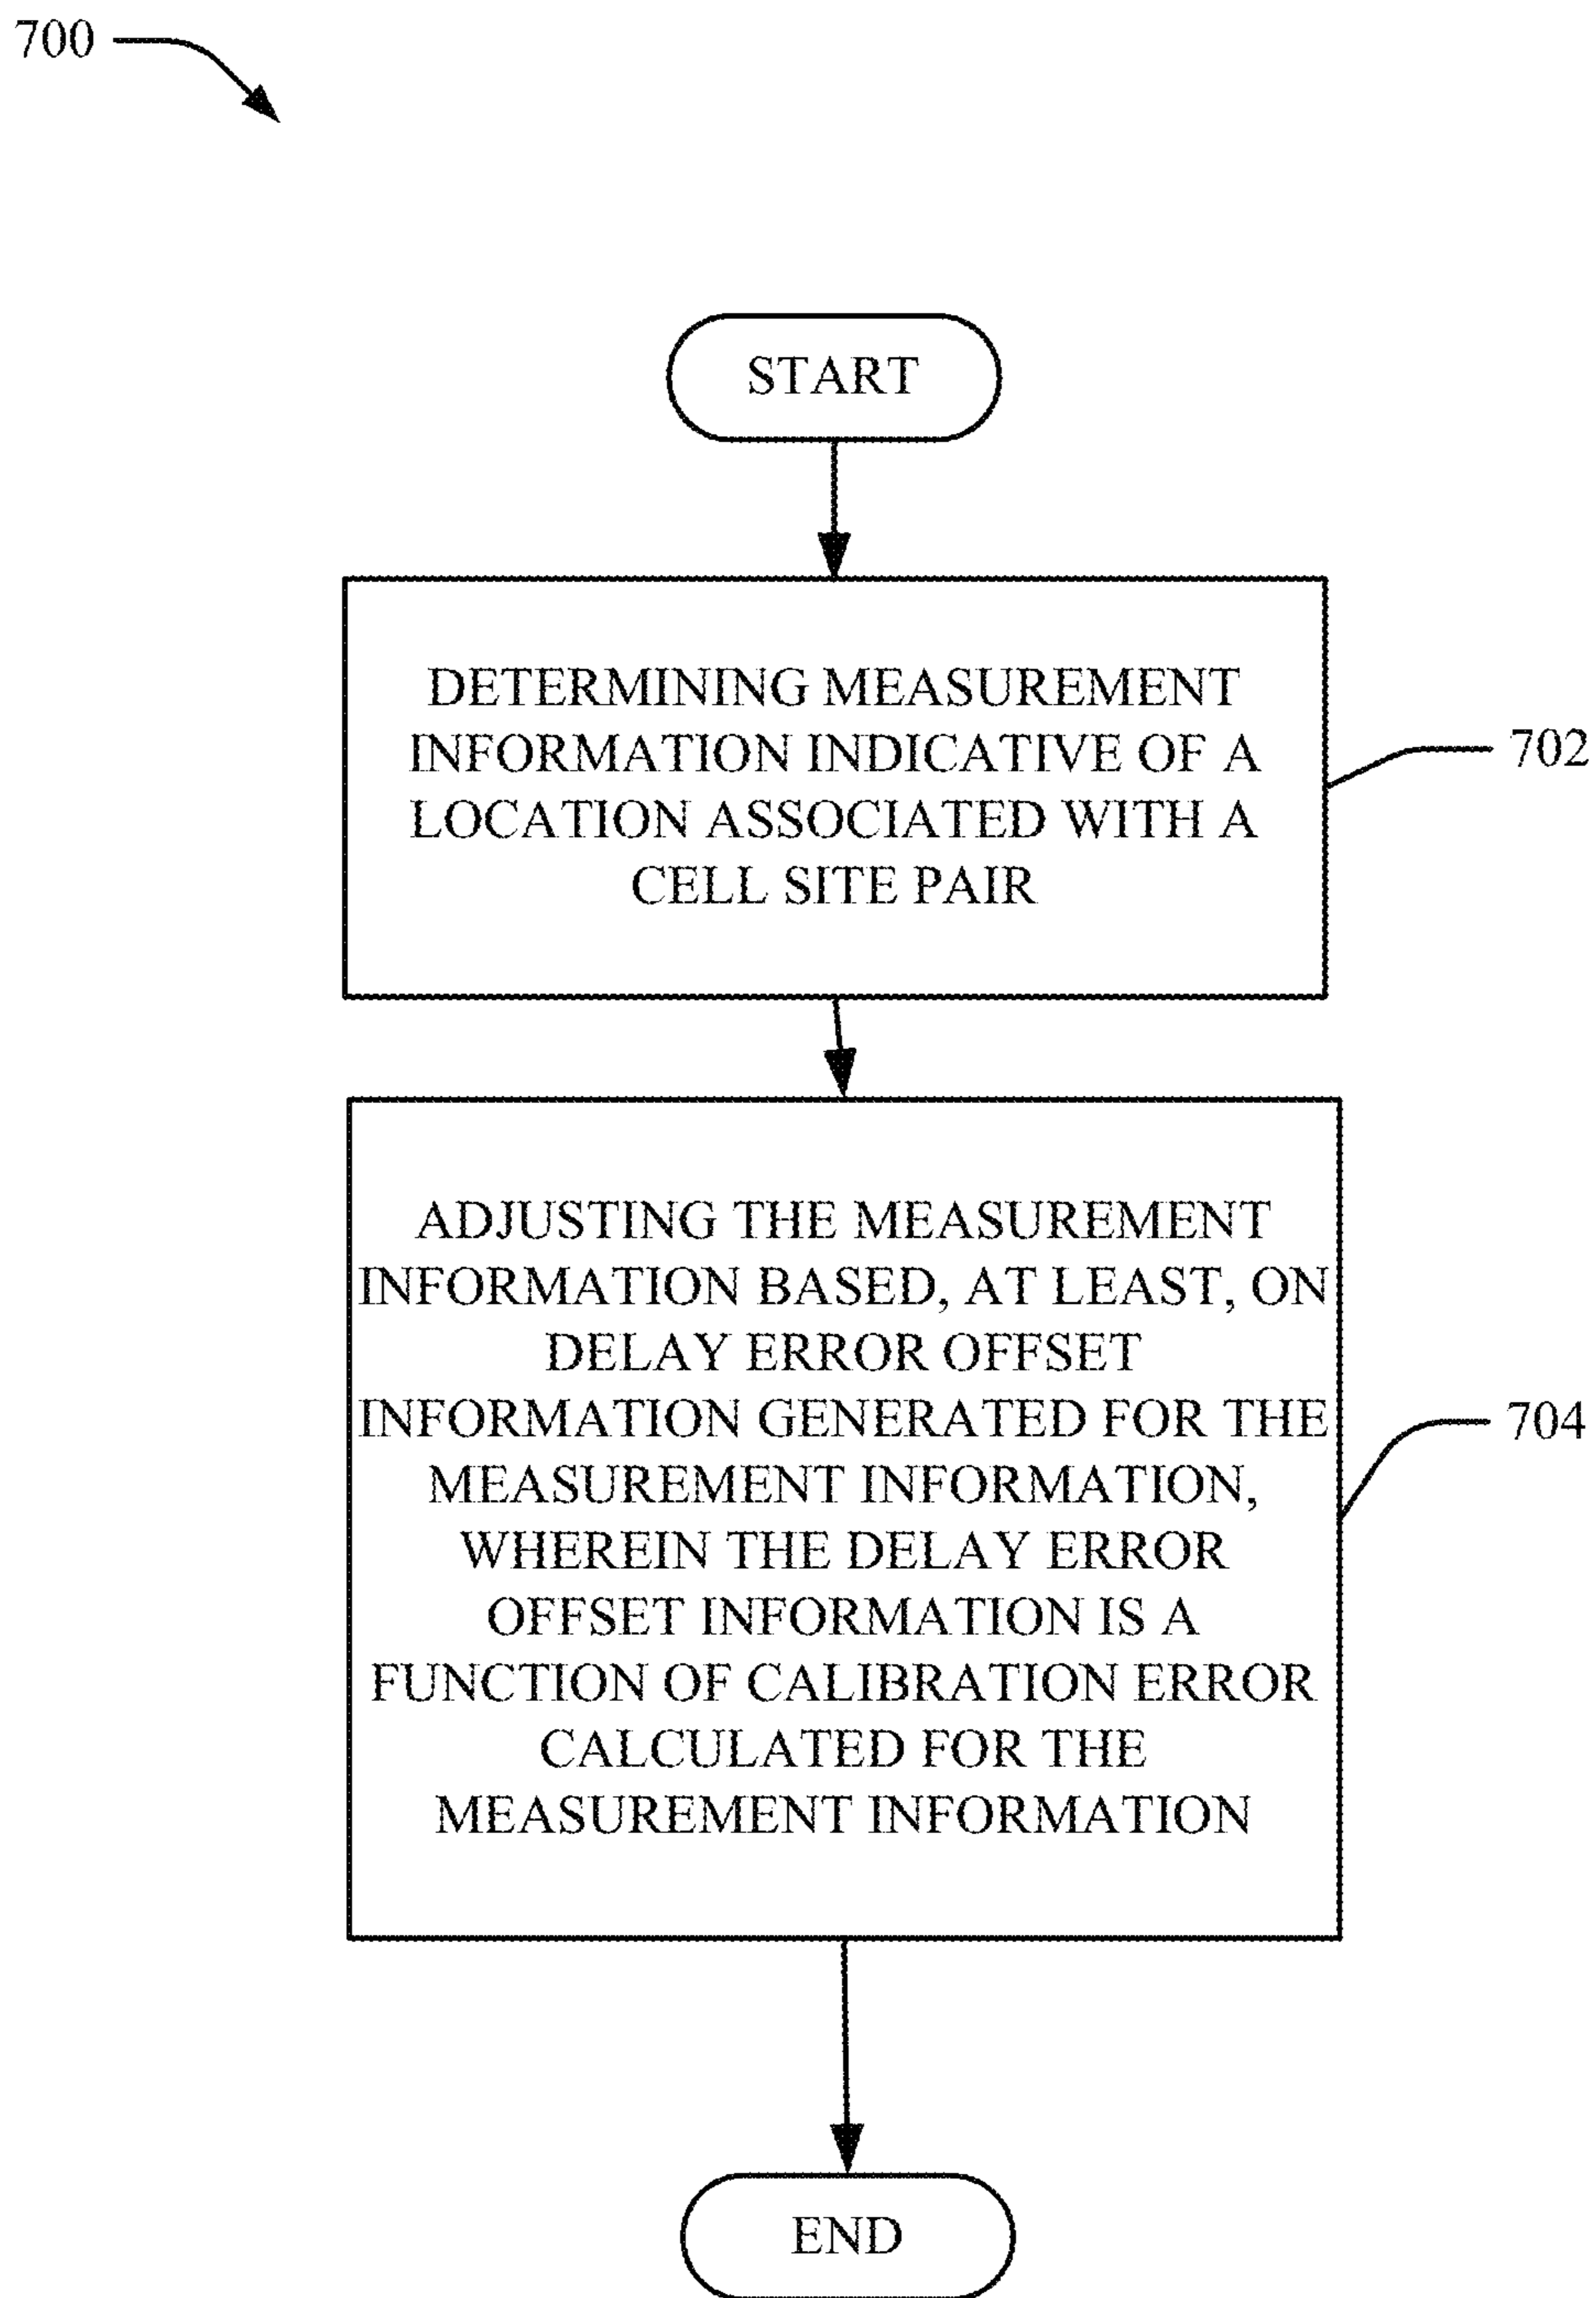 700
START
DETERMINING MEASUREMENT
INFORMATION INDICATIVE OF A
LOCATION ASSOCIATED WITH A
CELL SITE PAIR
702
ADJUSTING THE MEASUREMENT
INFORMATION BASED, AT LEAST, ON
DELAY ERROR OFFSET
INFORMATION GENERATED FOR THE
MEASUREMENT INFORMATION,
WHEREIN THE DELAY ERROR
OFFSET INFORMATION IS A
FUNCTION OF CALIBRATION ERROR
CALCULATED FOR THE
MEASUREMENT INFORMATION
704
END